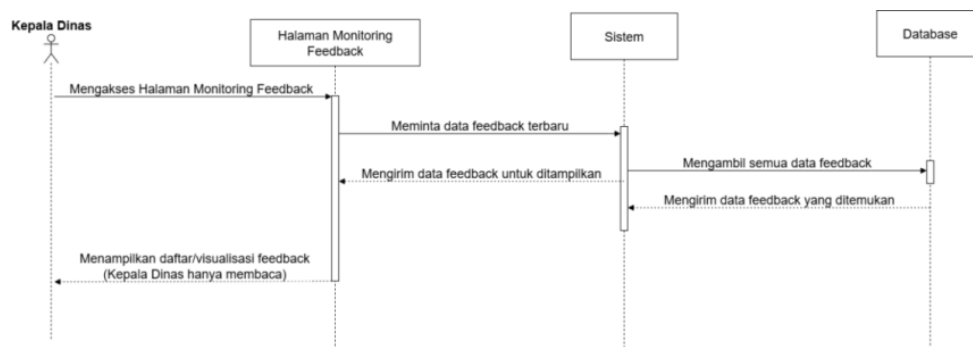 Kepala Dinas
Halaman Monitoring
Feedback
Sistem
Database
Mengakses Halaman Monitoring Feedback
Meminta data feedback terbaru
Mengambil semua data feedback
Mengirim data feedback untuk ditampilkan
Mengirim data feedback yang ditemukan
Menampilkan daftar/visualisasi feedback
(Kepala Dinas hanya membaca)